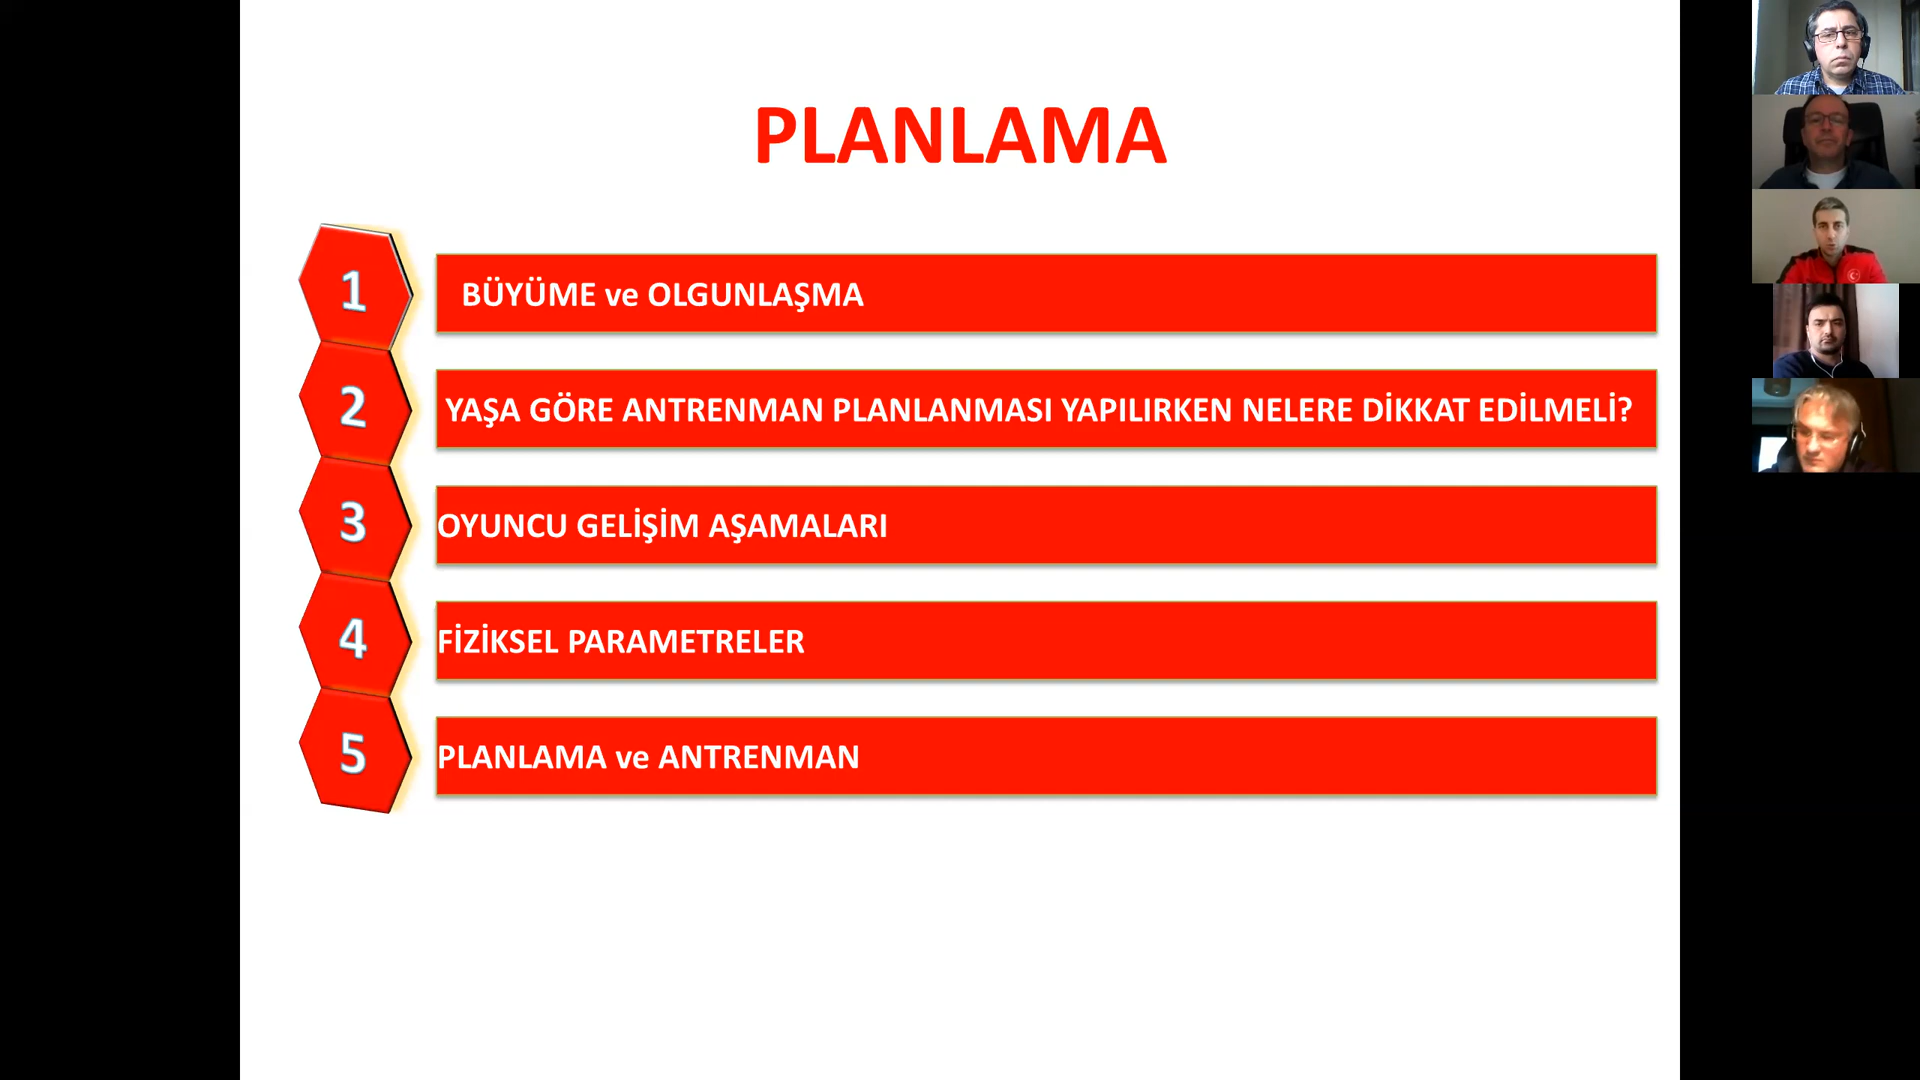 PLANLAMA
1
BÜYÜME ve OLGUNLAŞMA
2
YAŞA GÖRE ANTRENMAN PLANLANMASI YAPILIRKEN NELERE DİKKAT EDİLMELİ?
3
OYUNCU GELİŞİM AŞAMALARI
4
FİZİKSEL PARAMETRELER
5
PLANLAMA ve ANTRENMAN